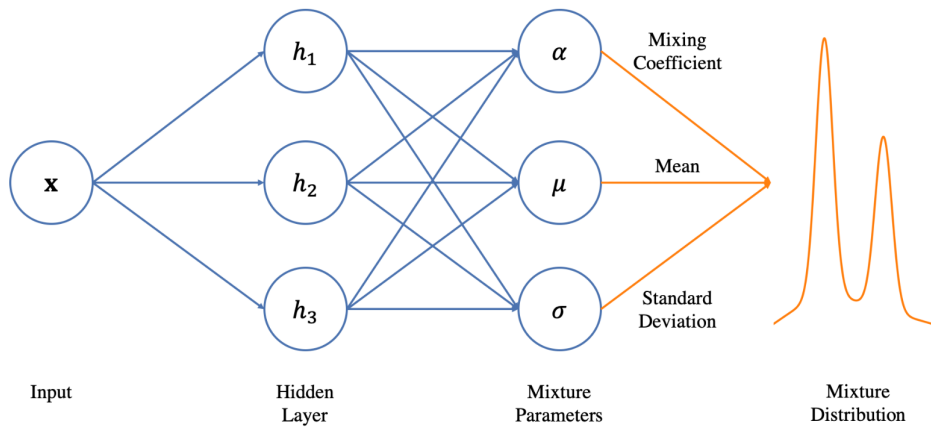 x
h1
h2
h3
α
μ
σ
Mixing
Coefficient
Mean
Standard
Deviation
Input
Hidden
Layer
Mixture
Parameters
Mixture
Distribution